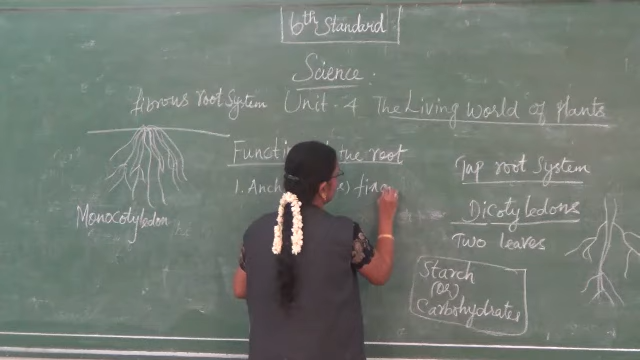 6th Standard
Science.
fibrous root System
Unit - 4 The Living World of Plants
Functi the root
1. Anch fixa
Monocotyledon
Tap root System
Dicotyledons
Two leaves
Starch
(or)
Carbohydrates